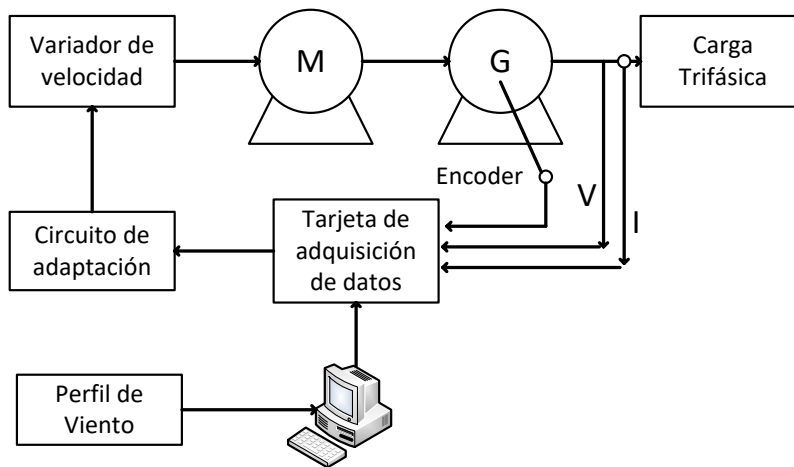 Variador de
velocidad
M
G
Carga
Trifásica
Encoder
V
I
Circuito de
adaptación
Tarjeta de
adquisición
de datos
Perfil de
Viento